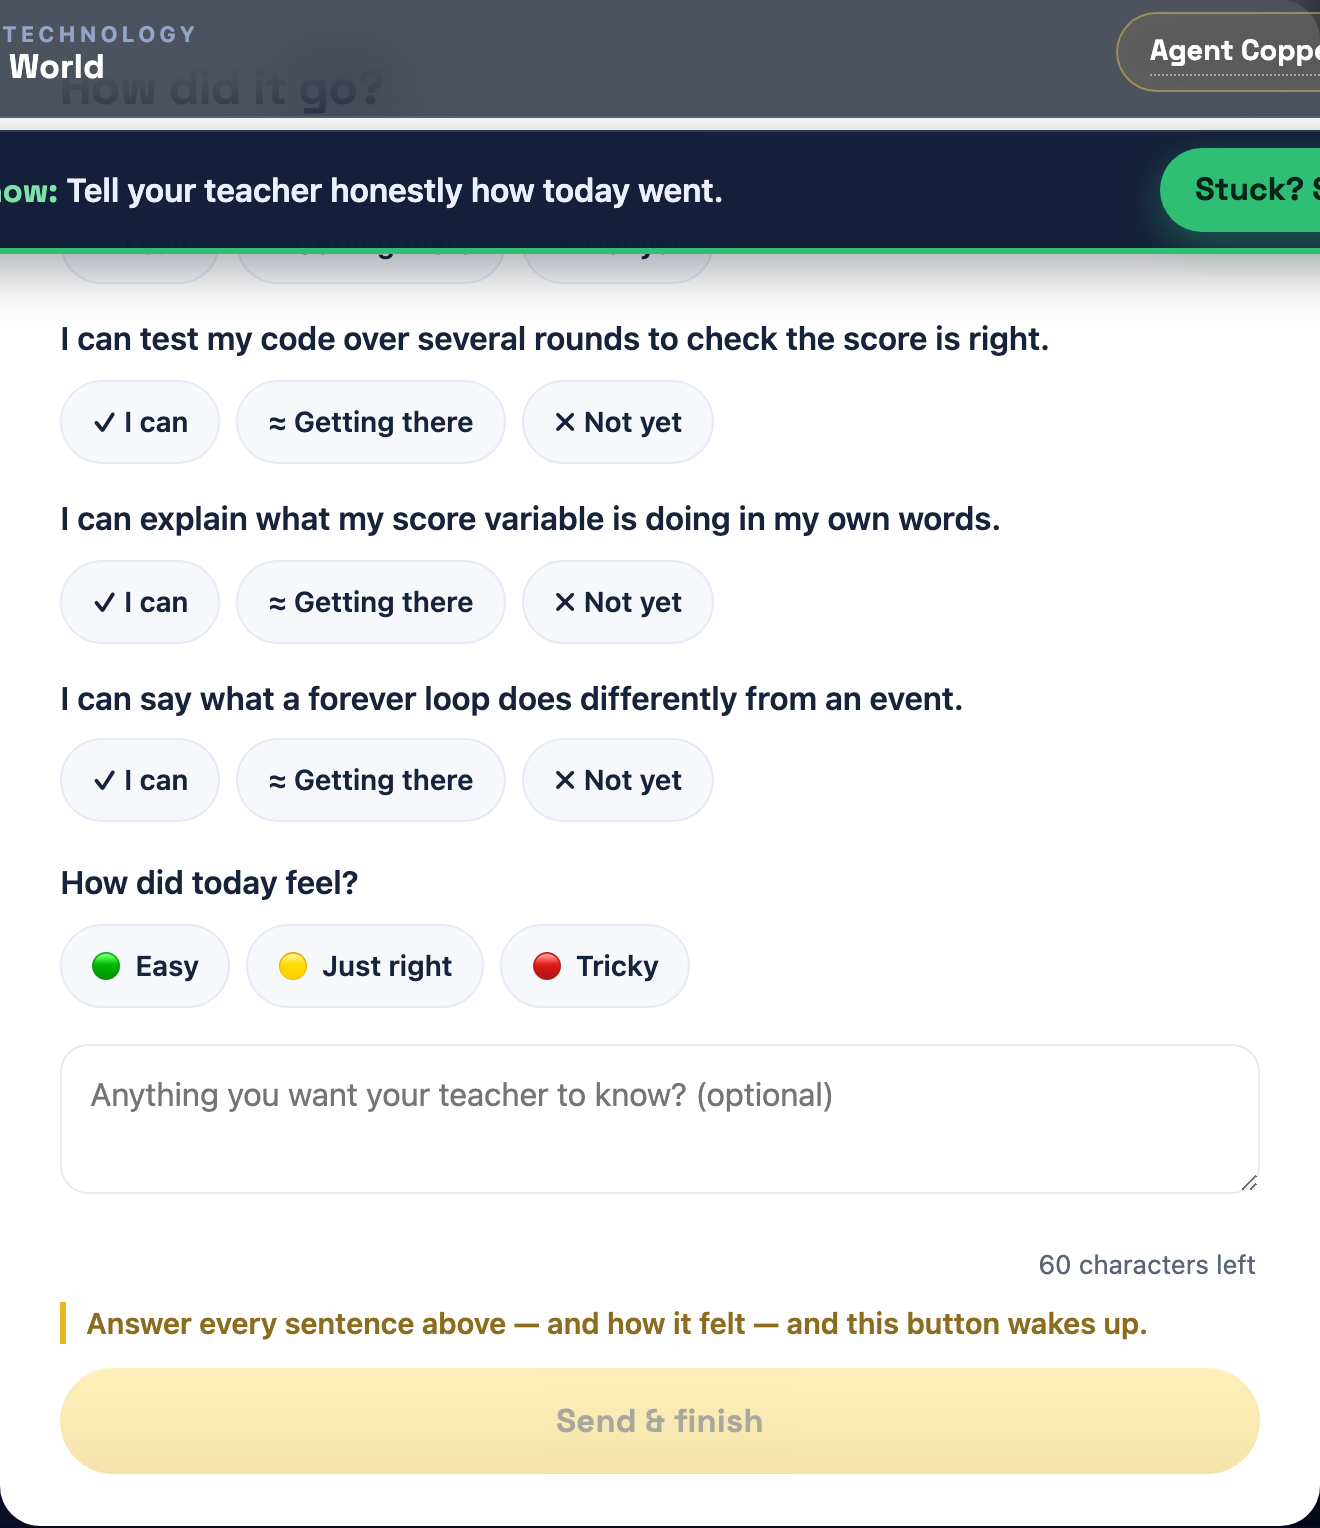 TECHNOLOGY
World
Agent Coppe
How did it go?
now: Tell your teacher honestly how today went.
Stuck? S
I can test my code over several rounds to check the score is right.
✓ I can ≈ Getting there ✕ Not yet
I can explain what my score variable is doing in my own words.
✓ I can ≈ Getting there ✕ Not yet
I can say what a forever loop does differently from an event.
✓ I can ≈ Getting there ✕ Not yet
How did today feel?
Easy Just right Tricky
Anything you want your teacher to know? (optional)
60 characters left
Answer every sentence above — and how it felt — and this button wakes up.
Send & finish